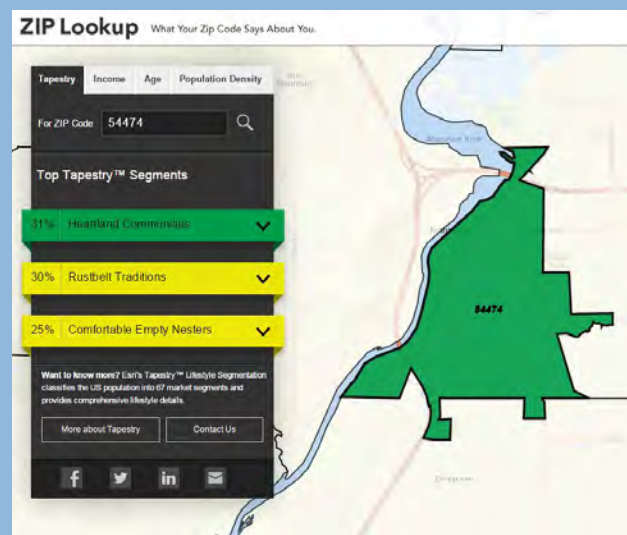 ZIP Lookup What Your Zip Code Says About You.
Tapestry Income Age Population Density
For ZIP Code 54474
Top Tapestry™ Segments
31% Heartland Communities
30% Rustbelt Traditions
25% Comfortable Empty Nesters
Want to know more? Esri's Tapestry™ Lifestyle Segmentation
classifies the US population into 67 market segments and
provides comprehensive lifestyle details.
More about Tapestry Contact Us
54474